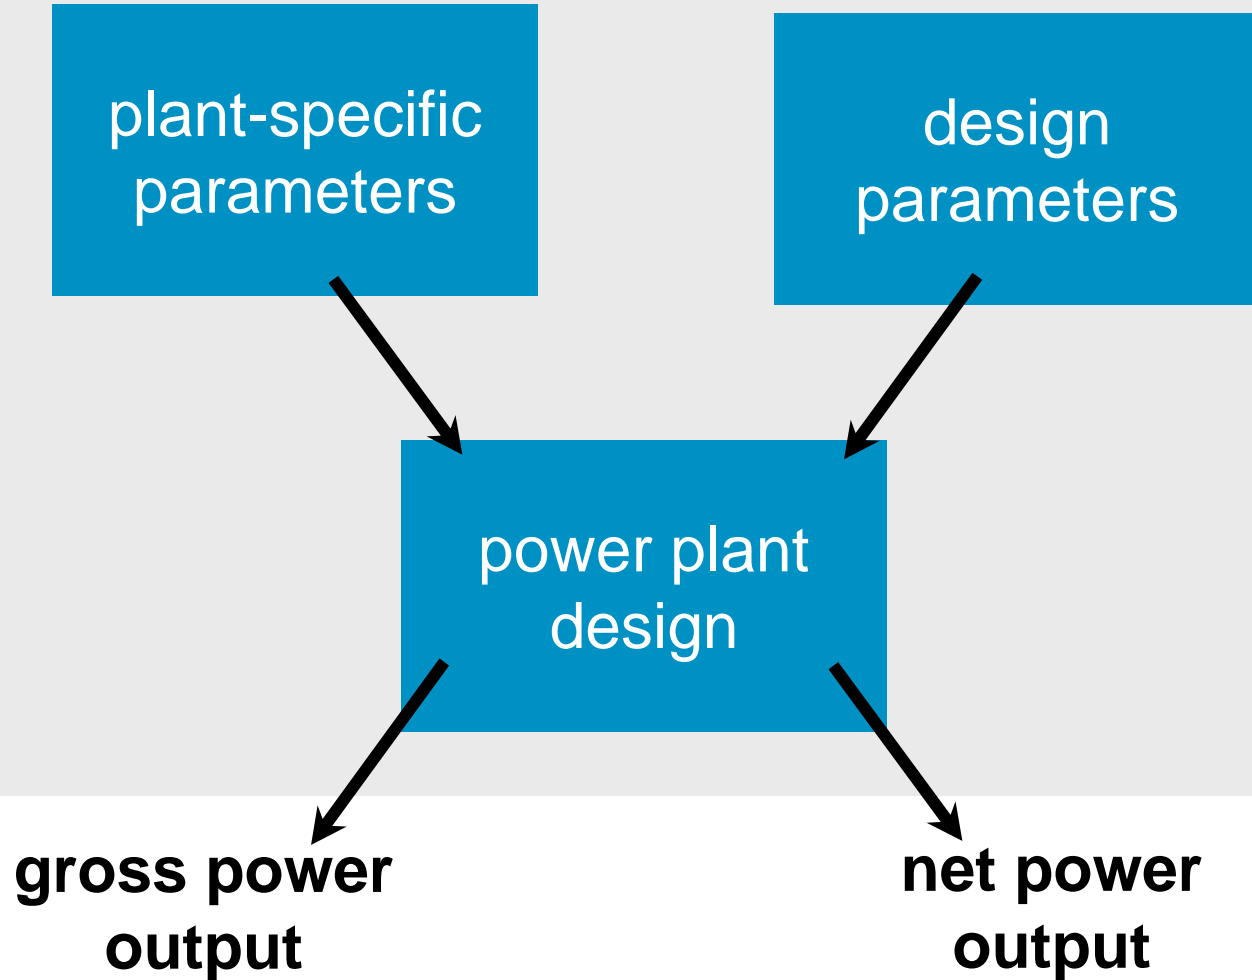 plant-specific
parameters
design
parameters
power plant
design
gross power
output
net power
output